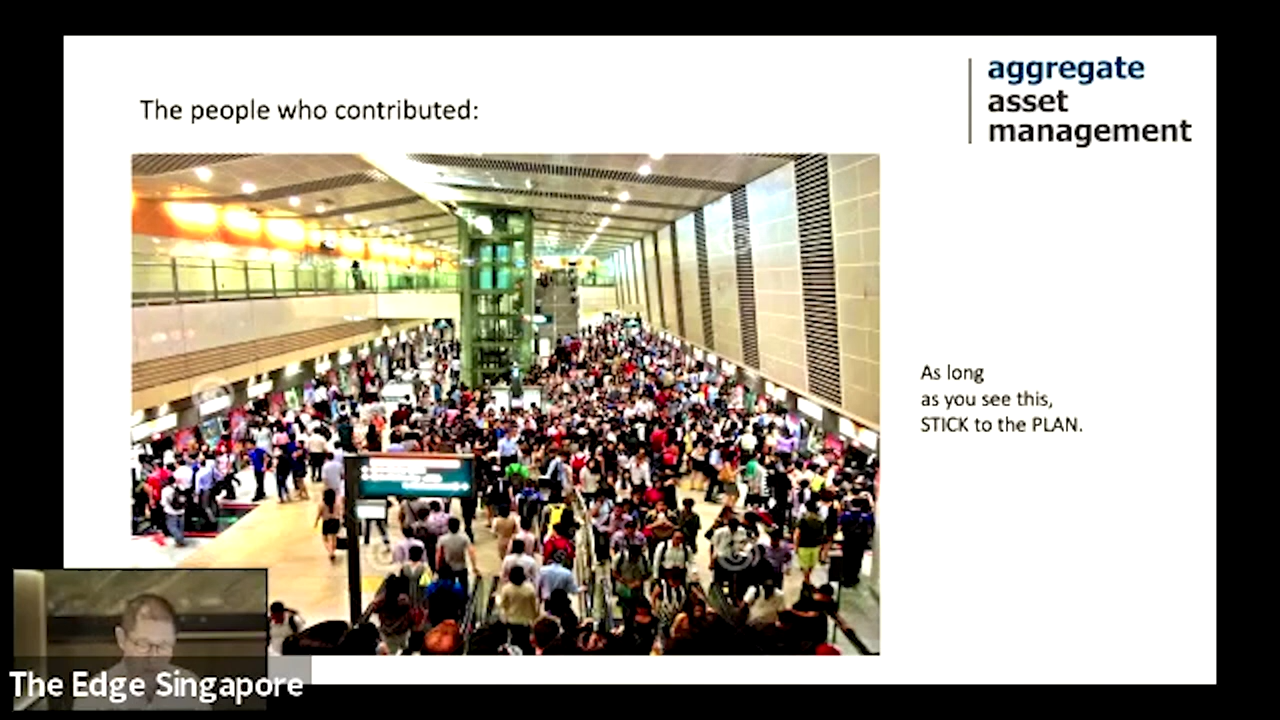 aggregate
asset
management
The people who contributed:
As long
as you see this,
STICK to the PLAN.
The Edge Singapore